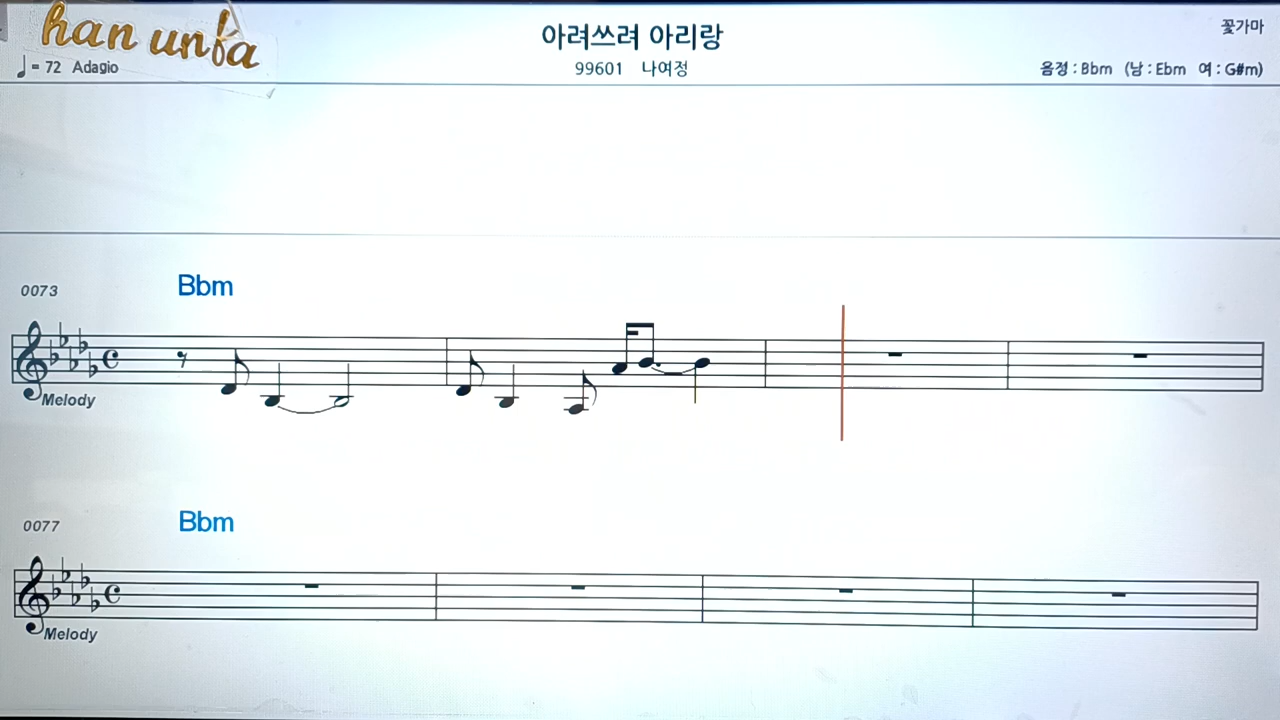 han unfa
아려쓰려 아리랑
꽃가마
♩= 72 Adagio
99601 나여정
음정 : Bbm (남 : Ebm 여 : G#m)
0073
Bbm
Melody
0077
Bbm
Melody